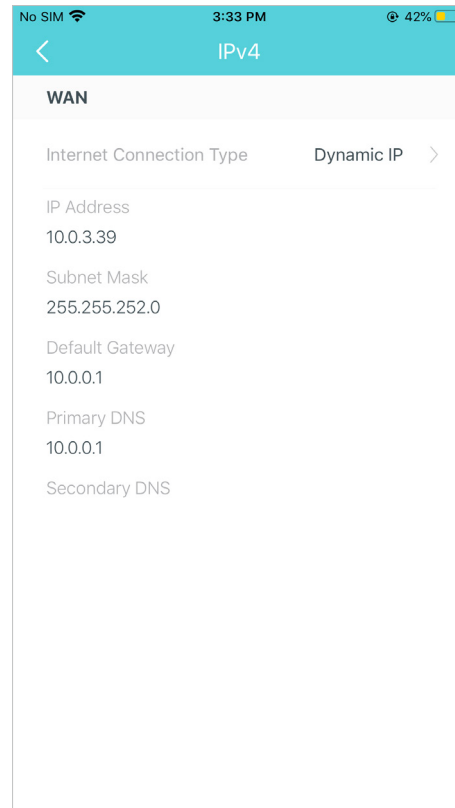 No SIM 3:33 PM 42%
IPv4
WAN
Internet Connection Type Dynamic IP
IP Address
10.0.3.39
Subnet Mask
255.255.252.0
Default Gateway
10.0.0.1
Primary DNS
10.0.0.1
Secondary DNS